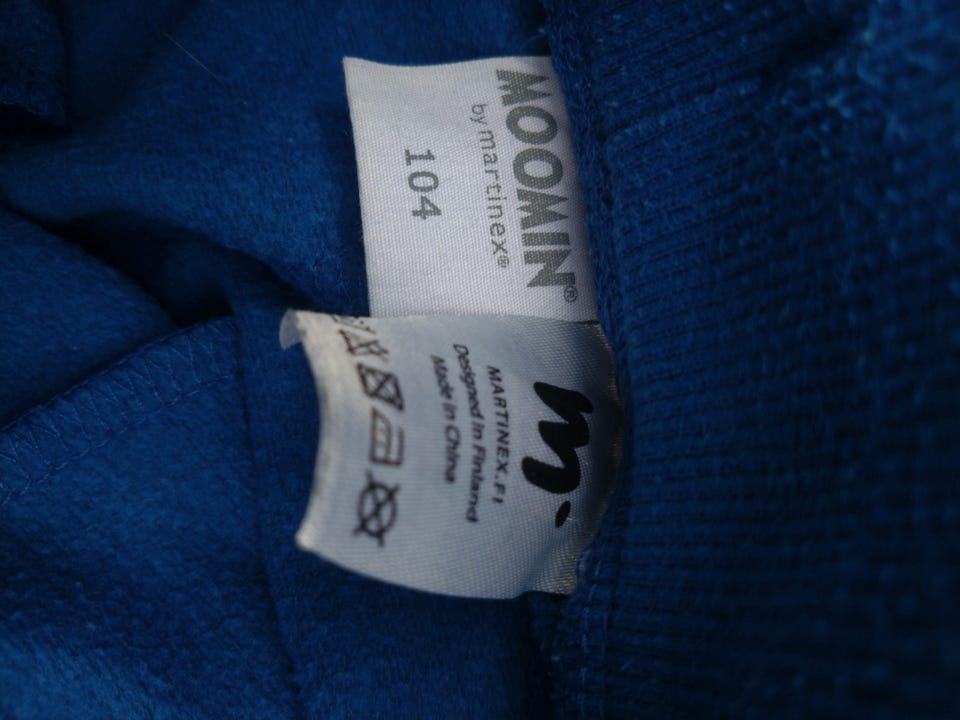 MOOMIN®
by martinex®
104
m.
MARTINEX.FI
Designed in Finland
Made in China